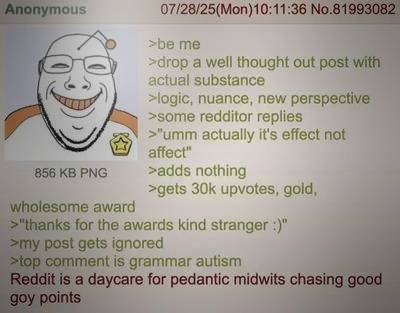 Anonymous 07/28/25(Mon)10:11:36 No.81993082
>be me
>drop a well thought out post with
actual substance
>logic, nuance, new perspective
>some redditor replies
>"umm actually it's effect not
affect"
856 KB PNG
>adds nothing
>gets 30k upvotes, gold,
wholesome award
>"thanks for the awards kind stranger :)"
>my post gets ignored
>top comment is grammar autism
Reddit is a daycare for pedantic midwits chasing good
goy points